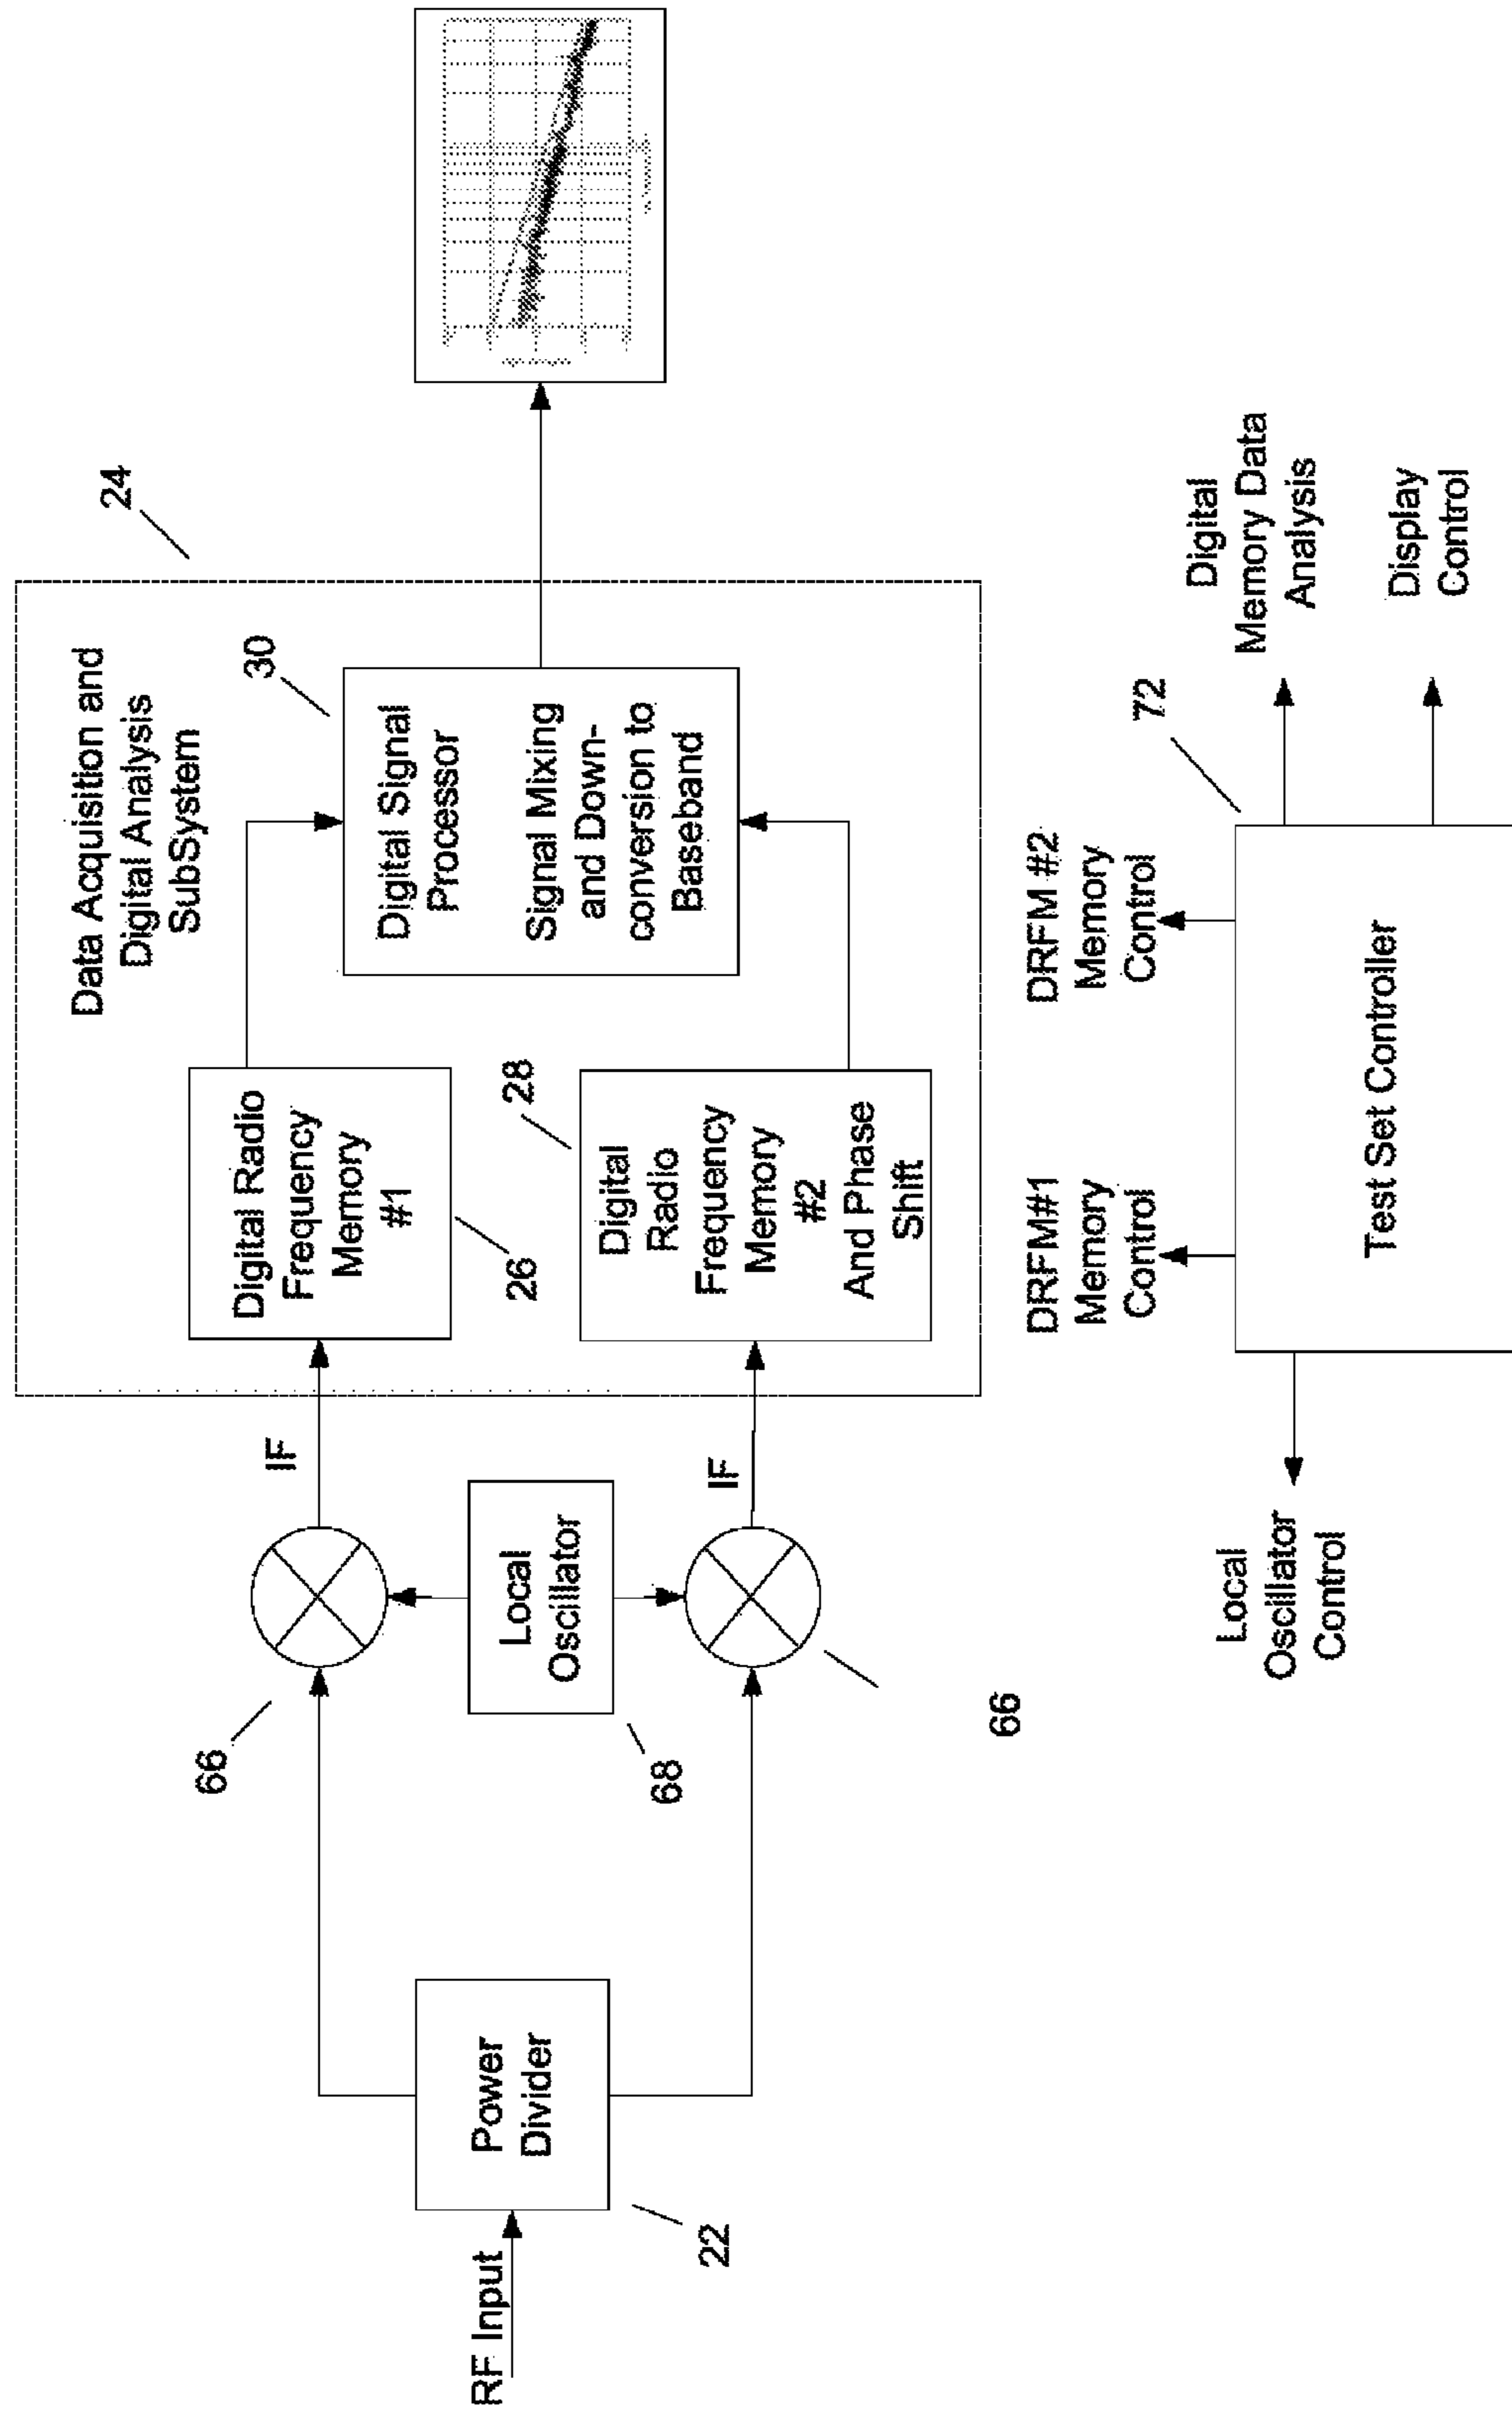 RF Input
Power
Divider
22
66
Local
Oscillator
68
66
IF
IF
24
Data Acquisition and
Digital Analysis
SubSystem
Digital Radio
Frequency
Memory
#1
26
28
Digital
Radio
Frequency
Memory
#2
And Phase
Shift
30
Digital Signal
Processor
Signal Mixing
and Down-
conversion to
Baseband
Local
Oscillator
Control
DRFM#1
Memory
Control
DRFM #2
Memory
Control
72
Test Set Controller
Digital
Memory Data
Analysis
Display
Control